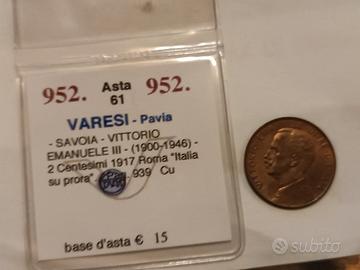 952. Asta 61 952.
VARESI - Pavia
- SAVOIA - VITTORIO
EMANUELE III - (1900-1946) -
2 Centesimi 1917 Roma "Italia
su prora" 939 Cu
base d'asta € 15
subito